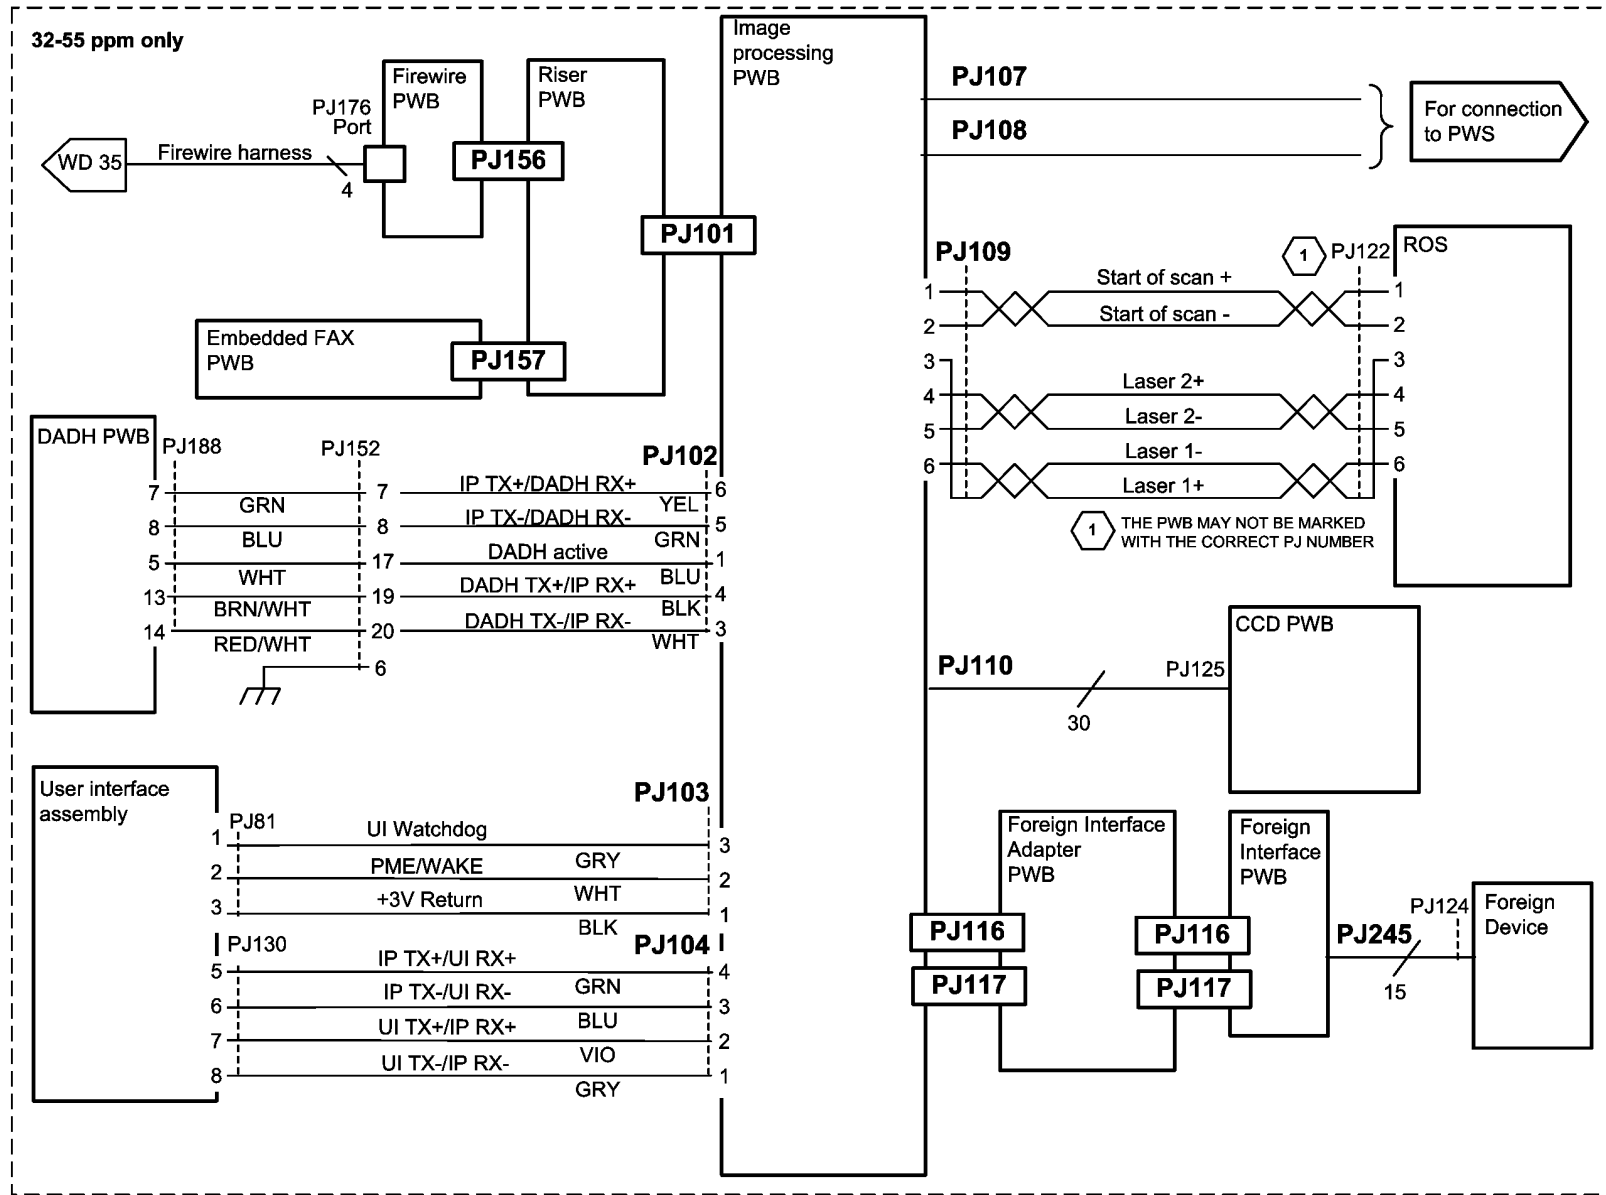 32-55 ppm only
Image
processing
PWB
Firewire
PWB
Riser
PWB
PJ176
Port
PJ156
WD 35
Firewire harness
4
PJ101
PJ107
PJ108
For connection
to PWS
Embedded FAX
PWB
PJ157
PJ109
1
PJ122
ROS
1
Start of scan +
1
2
Start of scan -
2
3
3
4
Laser 2+
4
5
Laser 2-
5
6
Laser 1-
6
Laser 1+
1
THE PWB MAY NOT BE MARKED
WITH THE CORRECT PJ NUMBER
DADH PWB
PJ188
PJ152
PJ102
7
GRN
7
IP TX+/DADH RX+
YEL
6
8
BLU
8
IP TX-/DADH RX-
GRN
5
5
WHT
17
DADH active
BLU
1
13
BRN/WHT
19
DADH TX+/IP RX+
BLK
4
14
RED/WHT
20
DADH TX-/IP RX-
WHT
3
6
CCD PWB
PJ110
PJ125
30
User interface
assembly
PJ81
PJ103
1
UI Watchdog
GRY
3
2
PME/WAKE
WHT
2
3
+3V Return
BLK
1
PJ130
PJ104
5
IP TX+/UI RX+
GRN
4
6
IP TX-/UI RX-
BLU
3
7
UI TX+/IP RX+
VIO
2
8
UI TX-/IP RX-
GRY
1
Foreign Interface
Adapter
PWB
Foreign
Interface
PWB
PJ116
PJ117
PJ116
PJ117
PJ245
15
PJ124
Foreign
Device